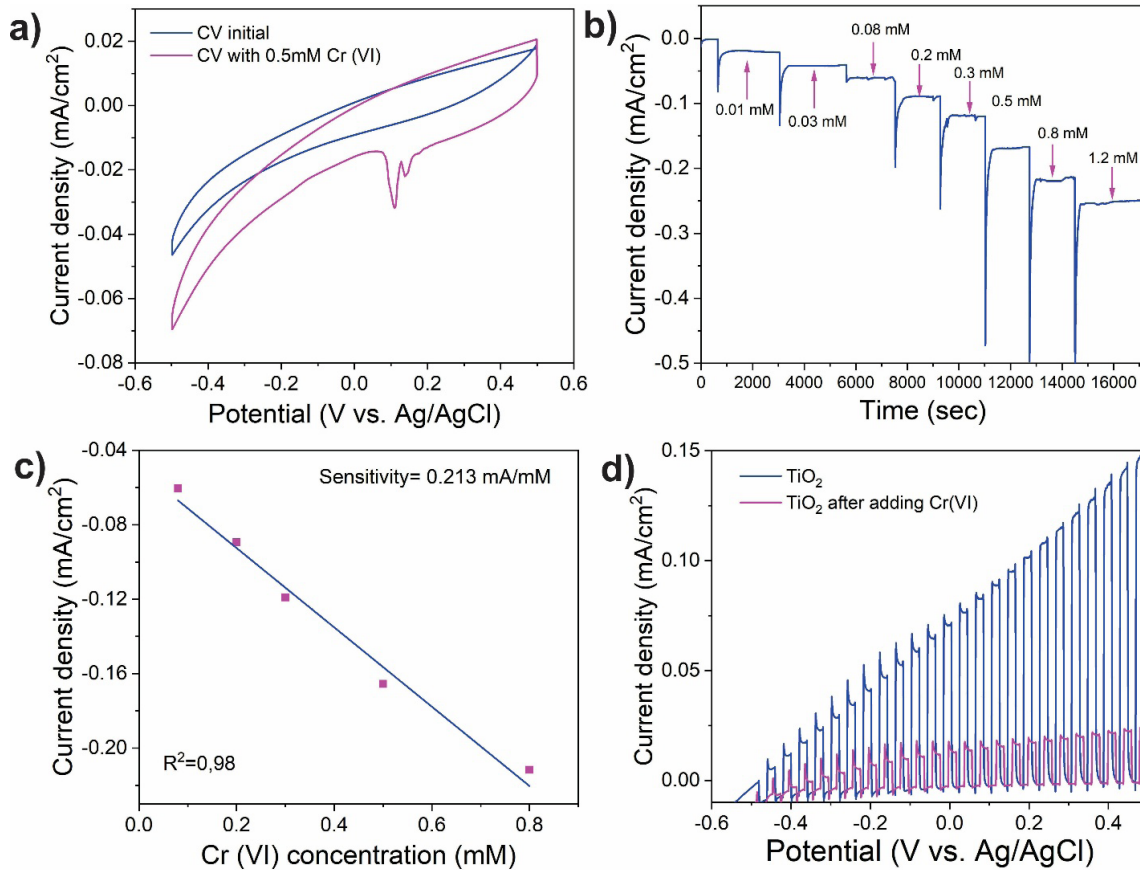 a)
CV initial
CV with 0.5mM Cr (VI)
0.02
0.00
-0.02
-0.04
-0.06
-0.08
-0.6
-0.4
-0.2
0.0
0.2
0.4
0.6
Current density (mA/cm²)
Potential (V vs. Ag/AgCl)
b)
0.0
-0.1
-0.2
-0.3
-0.4
-0.5
0.01 mM
0.03 mM
0.08 mM
0.2 mM
0.3 mM
0.5 mM
0.8 mM
1.2 mM
0
2000
4000
6000
8000
10000
12000
14000
16000
Current density (mA/cm²)
Time (sec)
c)
Sensitivity= 0.213 mA/mM
-0.04
-0.08
-0.12
-0.16
-0.20
R²=0,98
0.0
0.2
0.4
0.6
0.8
Current density (mA/cm²)
Cr (VI) concentration (mM)
d)
TiO₂
TiO₂ after adding Cr(VI)
0.15
0.10
0.05
0.00
-0.6
-0.4
-0.2
0.0
0.2
0.4
Current density (mA/cm²)
Potential (V vs. Ag/AgCl)